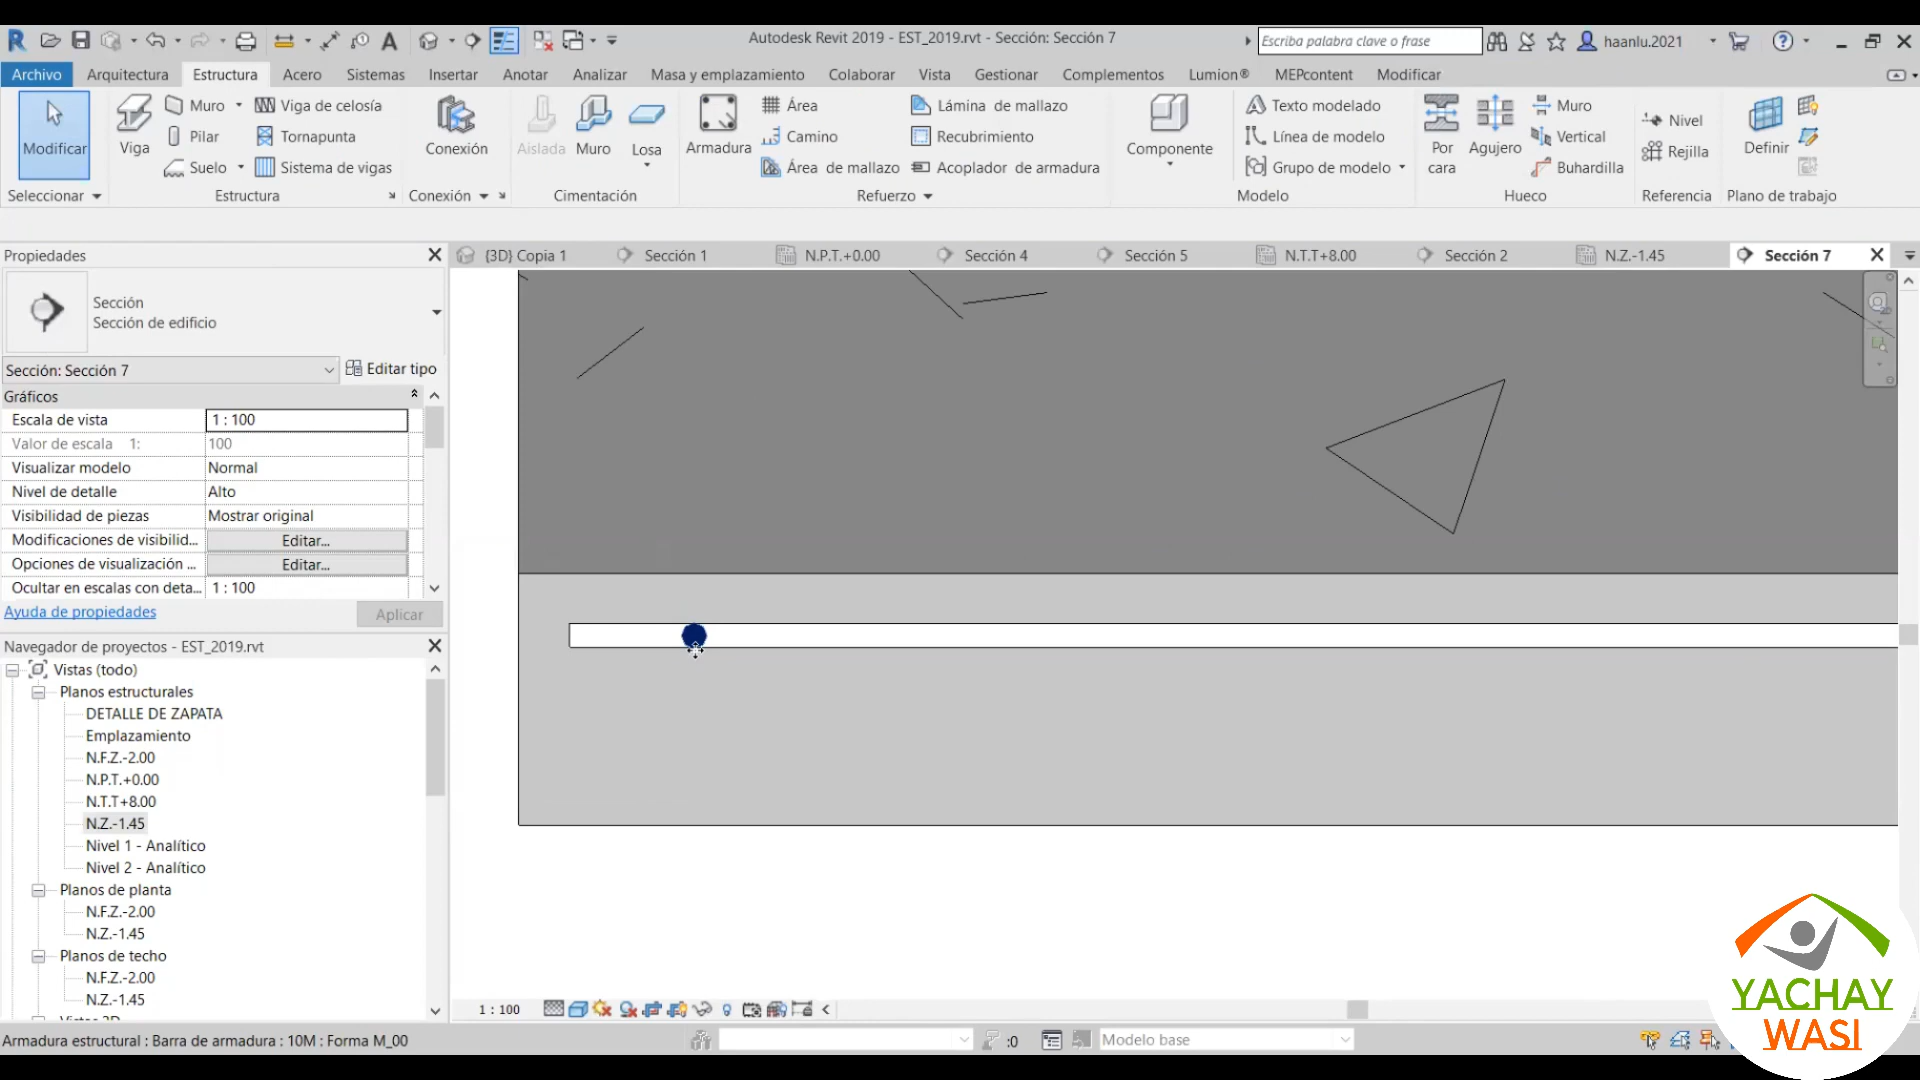 Autodesk Revit 2019 - EST_2019.rvt - Sección: Sección 7
Escriba palabra clave o frase
haanlu.2021
Archivo Arquitectura Estructura Acero Sistemas Insertar Anotar Analizar Masa y emplazamiento Colaborar Vista Gestionar Complementos Lumion® MEPcontent Modificar
Modificar
Viga
Muro
Pilar
Suelo
Viga de celosía
Tornapunta
Sistema de vigas
Conexión
Aislada
Muro
Losa
Armadura
Área
Camino
Área de mallazo
Lámina de mallazo
Recubrimiento
Acoplador de armadura
Componente
Texto modelado
Línea de modelo
Grupo de modelo
Por cara
Agujero
Muro
Vertical
Buhardilla
Nivel
Rejilla
Definir
Seleccionar Estructura Conexión Cimentación Refuerzo Modelo Hueco Referencia Plano de trabajo
Propiedades
{3D} Copia 1 Sección 1 N.P.T.+0.00 Sección 4 Sección 5 N.T.T+8.00 Sección 2 N.Z.-1.45 Sección 7
Sección
Sección de edificio
Sección: Sección 7 Editar tipo
Gráficos
Escala de vista 1 : 100
Valor de escala 1: 100
Visualizar modelo Normal
Nivel de detalle Alto
Visibilidad de piezas Mostrar original
Modificaciones de visibilid... Editar...
Opciones de visualización ... Editar...
Ocultar en escalas con deta... 1 : 100
Ayuda de propiedades Aplicar
Navegador de proyectos - EST_2019.rvt
Vistas (todo)
Planos estructurales
DETALLE DE ZAPATA
Emplazamiento
N.F.Z.-2.00
N.P.T.+0.00
N.T.T+8.00
N.Z.-1.45
Nivel 1 - Analítico
Nivel 2 - Analítico
Planos de planta
N.F.Z.-2.00
N.Z.-1.45
Planos de techo
N.F.Z.-2.00
N.Z.-1.45
1 : 100
Armadura estructural : Barra de armadura : 10M : Forma M_00
:0
Modelo base
YACHAY
WASI